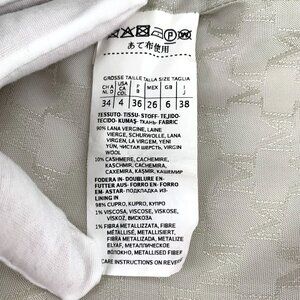 P
あて布使用
GROSSE TAILLE TALLA SIZE TAGLIA
34 4 36 26 6 38
TESSUTO- TISSU- STOFF- TEJIDO-
TECIDO- KUMAŞ- ТКАНЬ- FABRIC
90% LANA VERGINE, LAINE
VIERGE, SCHURWOLLE, LANA
VIRGEN, LA VIRGEM, YENI
YÜN, ЧИСТАЯ ШЕРСТЬ, VIRGIN
WOOL
10% CASHMERE, CACHEMIRE,
KASCHMIR, CACHEMIRA,
CAXEMIRA, KAŞMIR, КАШЕМИР
FODERA IN- DOUBLURE EN-
FUTTER AUS- FORRO EN- FORRO
EM- ASTAR- ПОДКЛАДКА ИЗ-
LINING IN
98% CUPRO, KUPRO, КУПРО
1% VISCOSA, VISCOSE, VISKOSE,
VISKOZ, ВИСКОЗА
1% FIBRA METALLIZZATA, FIBRE
METALLISEE, METALLISIERT,
FIBRA METALIZADA, METALIZE
ELYAF, МЕТАЛЛИЧЕСКОЕ
ВОЛОКНО, METALLISED FIBER
CARE INSTRUCTIONS ON REVERSE